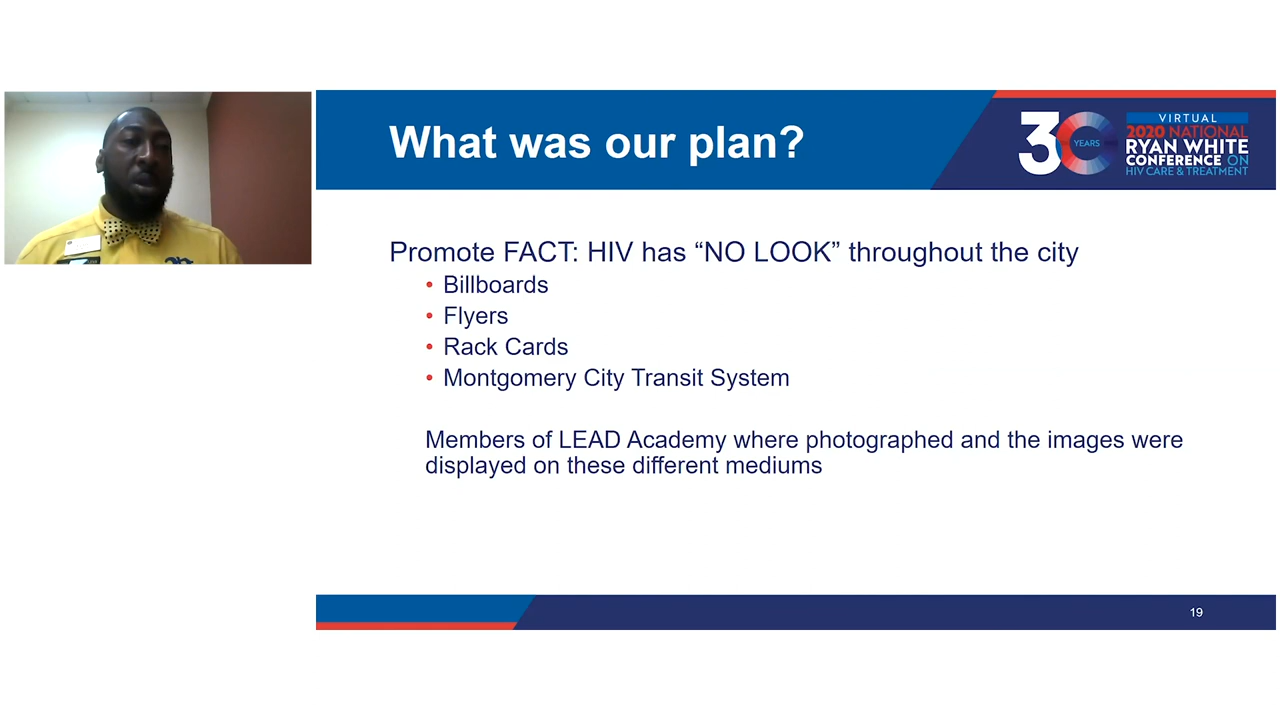 What was our plan?
30
YEARS
VIRTUAL
2020 NATIONAL
RYAN WHITE
CONFERENCE ON
HIV CARE & TREATMENT
Promote FACT: HIV has “NO LOOK” throughout the city
• Billboards
• Flyers
• Rack Cards
• Montgomery City Transit System
Members of LEAD Academy where photographed and the images were
displayed on these different mediums
19